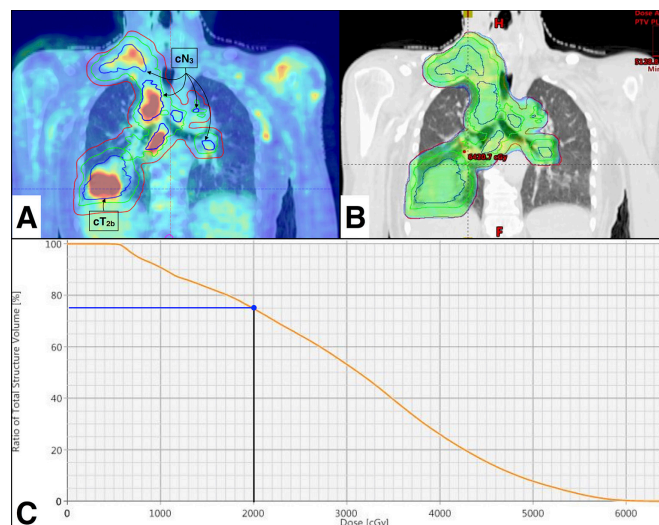 cN3
cT2b
A
H
Dose A
PTV P[
Mi
F
B
Ratio of Total Structure Volume [%]
100
80
60
40
20
0
0 1000 2000 3000 4000 5000 6000
Dose [cGy]
C